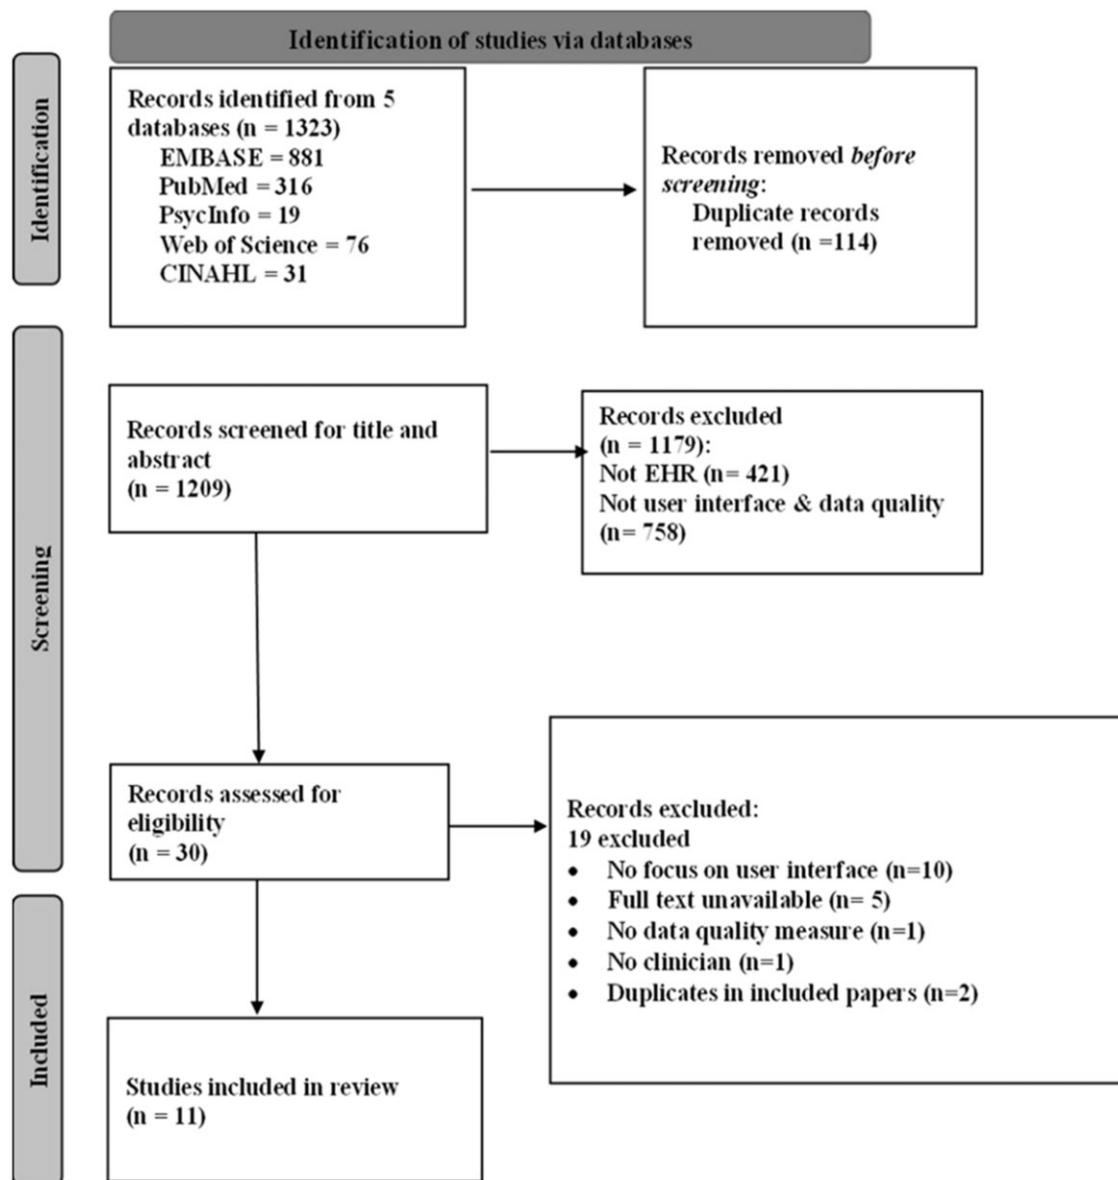 Identification of studies via databases
Identification
Records identified from 5
databases (n = 1323)
EMBASE = 881
PubMed = 316
PsycInfo = 19
Web of Science = 76
CINAHL = 31
Records removed before
screening:
Duplicate records
removed (n =114)
Screening
Records screened for title and
abstract
(n = 1209)
Records excluded
(n = 1179):
Not EHR (n= 421)
Not user interface & data quality
(n= 758)
Records assessed for
eligibility
(n = 30)
Records excluded:
19 excluded
• No focus on user interface (n=10)
• Full text unavailable (n= 5)
• No data quality measure (n=1)
• No clinician (n=1)
• Duplicates in included papers (n=2)
Included
Studies included in review
(n = 11)